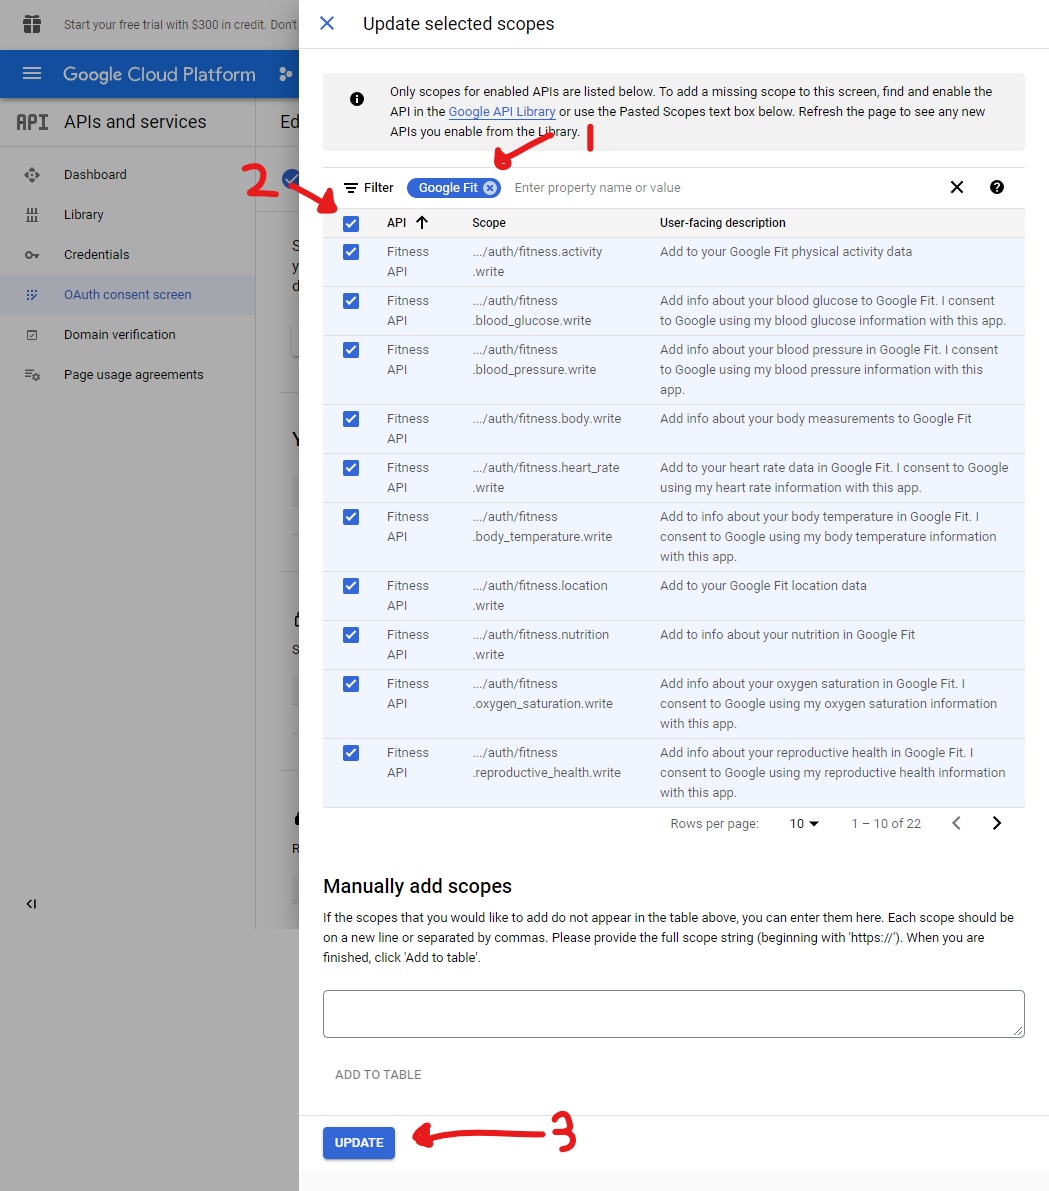 Start your free trial with $300 in credit. Don't
Update selected scopes
Google Cloud Platform
API APIs and services
Ed
Dashboard
Library
Credentials
OAuth consent screen
Domain verification
Page usage agreements
Only scopes for enabled APIs are listed below. To add a missing scope to this screen, find and enable the
API in the Google API Library or use the Pasted Scopes text box below. Refresh the page to see any new
APIs you enable from the Library.
1
2
Filter Google Fit Enter property name or value
API Scope User-facing description
Fitness
API
.../auth/fitness.activity
.write
Add to your Google Fit physical activity data
Fitness
API
.../auth/fitness
.blood_glucose.write
Add info about your blood glucose to Google Fit. I consent
to Google using my blood glucose information with this app.
Fitness
API
.../auth/fitness
.blood_pressure.write
Add info about your blood pressure in Google Fit. I consent
to Google using my blood pressure information with this
app.
Fitness
API
.../auth/fitness.body.write
Add info about your body measurements to Google Fit
Fitness
API
.../auth/fitness.heart_rate
.write
Add to your heart rate data in Google Fit. I consent to Google
using my heart rate information with this app.
Fitness
API
.../auth/fitness
.body_temperature.write
Add to info about your body temperature in Google Fit. I
consent to Google using my body temperature information
with this app.
Fitness
API
.../auth/fitness.location
.write
Add to your Google Fit location data
Fitness
API
.../auth/fitness.nutrition
.write
Add to info about your nutrition in Google Fit
Fitness
API
.../auth/fitness
.oxygen_saturation.write
Add info about your oxygen saturation in Google Fit. I
consent to Google using my oxygen saturation information
with this app.
Fitness
API
.../auth/fitness
.reproductive_health.write
Add info about your reproductive health in Google Fit. I
consent to Google using my reproductive health information
with this app.
Rows per page: 10 1 – 10 of 22
Manually add scopes
If the scopes that you would like to add do not appear in the table above, you can enter them here. Each scope should be
on a new line or separated by commas. Please provide the full scope string (beginning with 'https://'). When you are
finished, click 'Add to table'.
ADD TO TABLE
UPDATE
3